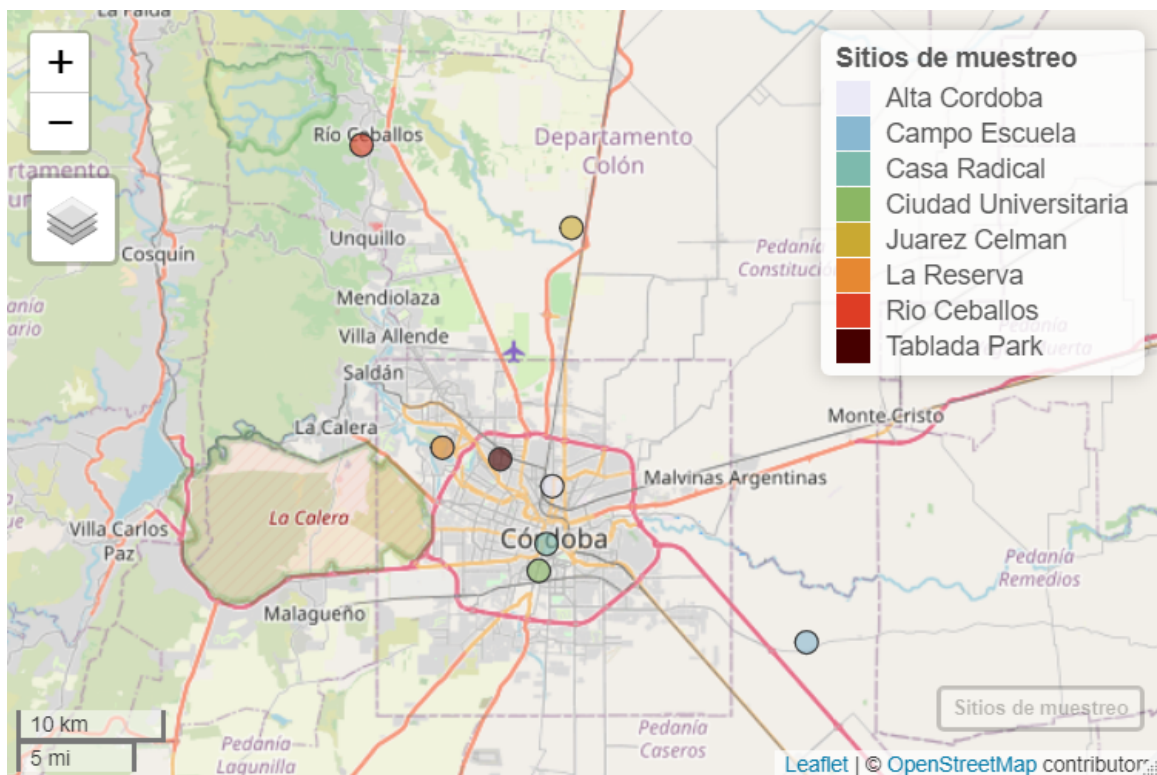 La Falda
+
−
Sitios de muestreo
Alta Cordoba
Campo Escuela
Casa Radical
Ciudad Universitaria
Juarez Celman
La Reserva
Rio Ceballos
Tablada Park
Río Ceballos
Departamento
Colón
Unquillo
Cosquín
Pedanía
Constitución
Mendiolaza
Villa Allende
Saldán
La Calera
Monte Cristo
Malvinas Argentinas
La Calera
Villa Carlos
Paz
Córdoba
Pedanía
Remedios
Malagueño
10 km
5 mi
Pedanía
Lagunilla
Pedanía
Caseros
Sitios de muestreo
Leaflet | © OpenStreetMap contributor